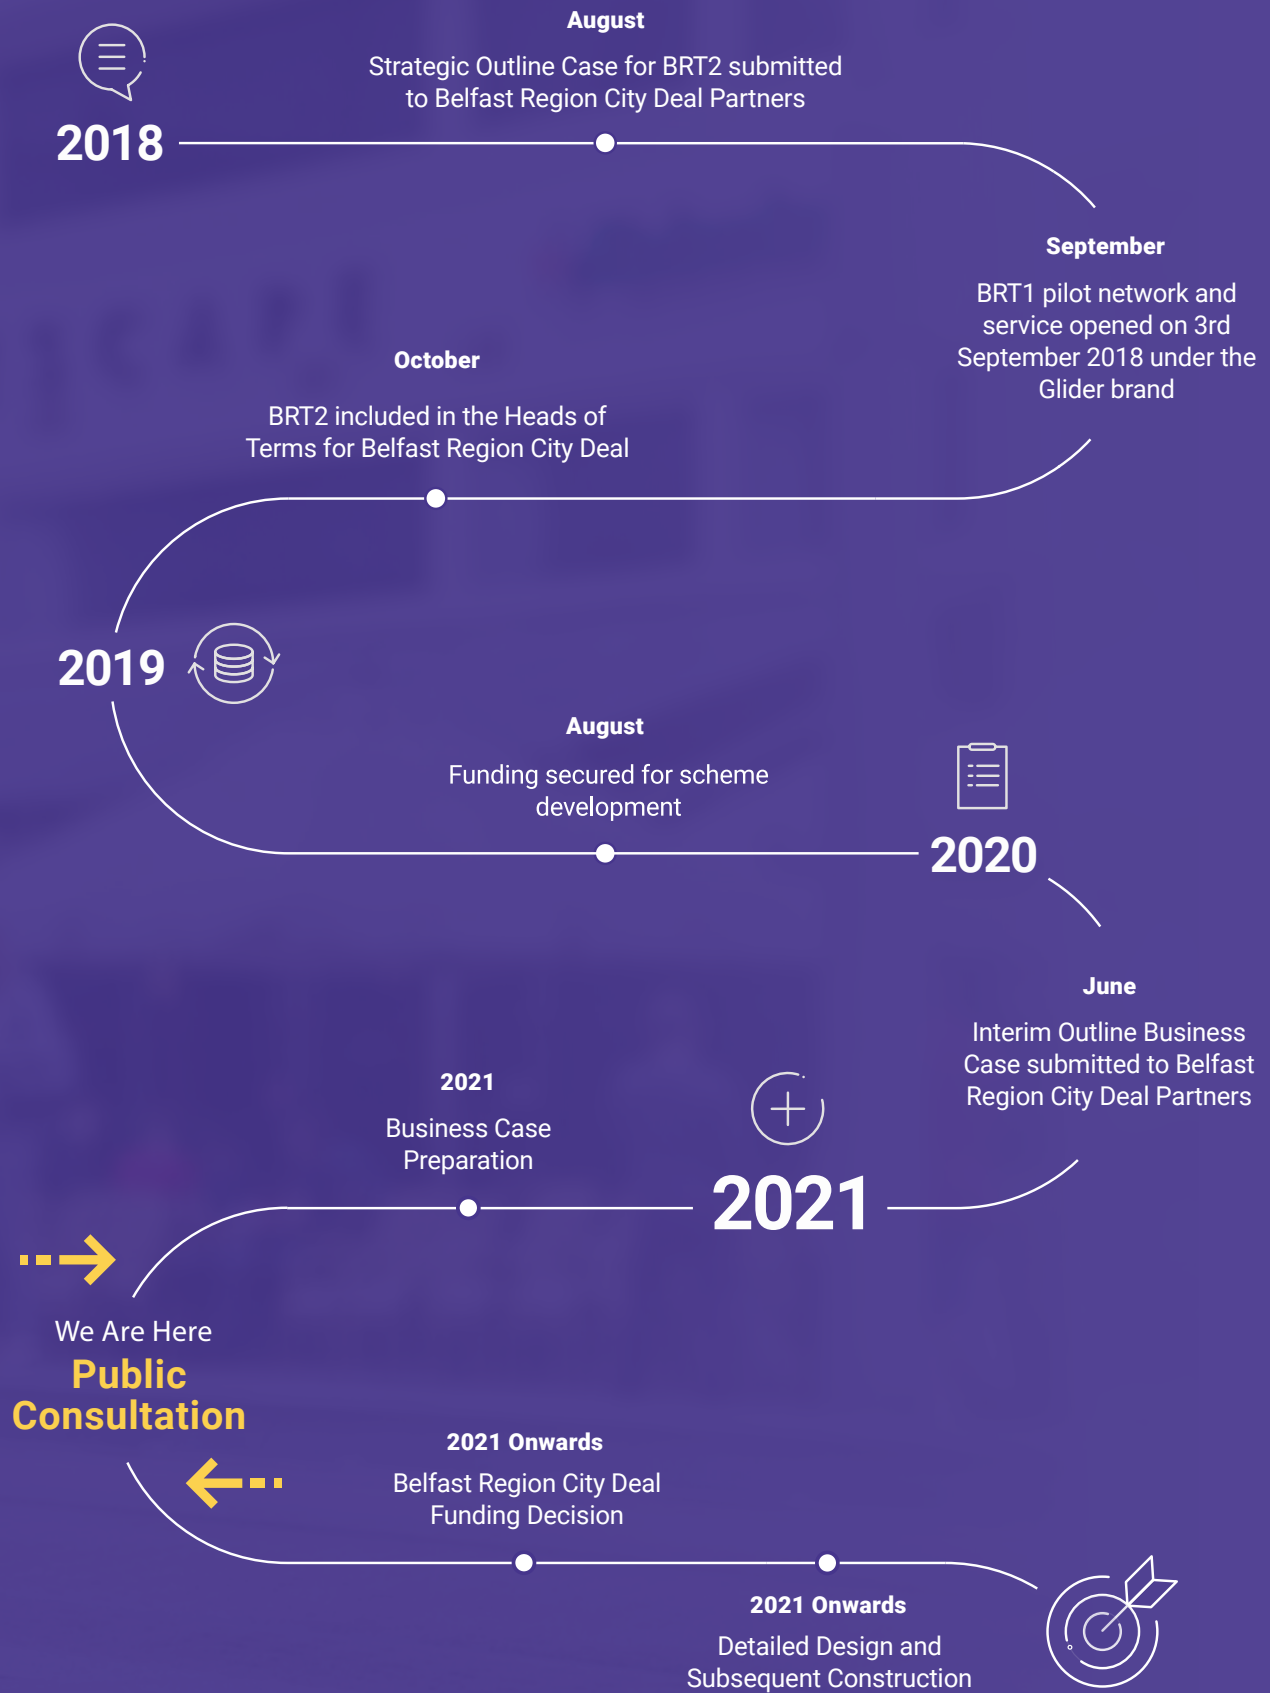 August
Strategic Outline Case for BRT2 submitted
to Belfast Region City Deal Partners
2018
September
BRT1 pilot network and
service opened on 3rd
September 2018 under the
Glider brand
October
BRT2 included in the Heads of
Terms for Belfast Region City Deal
2019
August
Funding secured for scheme
development
2020
June
Interim Outline Business
Case submitted to Belfast
Region City Deal Partners
2021
2021
Business Case
Preparation
We Are Here
Public
Consultation
2021 Onwards
Belfast Region City Deal
Funding Decision
2021 Onwards
Detailed Design and
Subsequent Construction